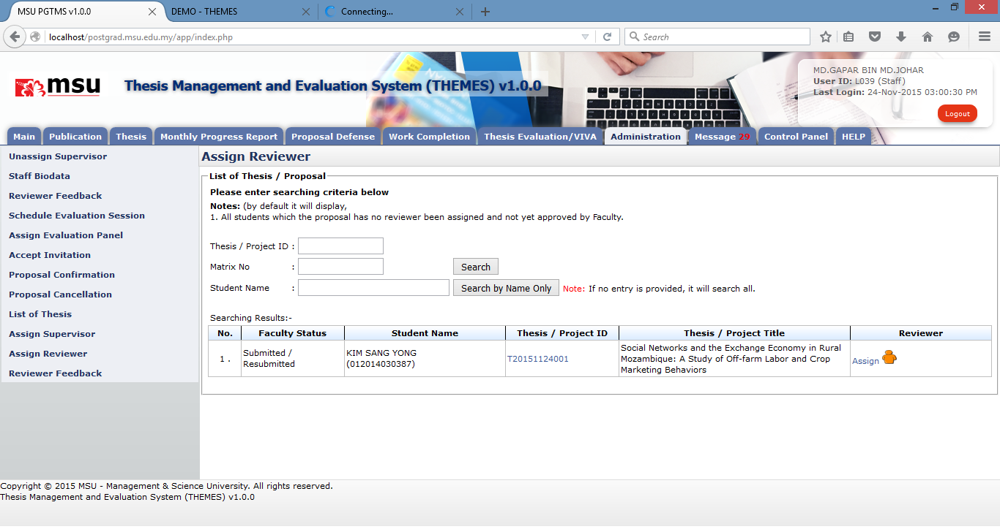 MSU PGTMS v1.0.0
DEMO - THEMES
Connecting...
localhost/postgrad.msu.edu.my/app/index.php
Search
msu
Thesis Management and Evaluation System (THEMES) v1.0.0
MD.GAPAR BIN MD.JOHAR
User ID: L039 (Staff)
Last Login: 24-Nov-2015 03:00:30 PM
Logout
Main Publication Thesis Monthly Progress Report Proposal Defense Work Completion Thesis Evaluation/VIVA Administration Message 29 Control Panel HELP
Unassign Supervisor
Staff Biodata
Reviewer Feedback
Schedule Evaluation Session
Assign Evaluation Panel
Accept Invitation
Proposal Confirmation
Proposal Cancellation
List of Thesis
Assign Supervisor
Assign Reviewer
Reviewer Feedback
Assign Reviewer
List of Thesis / Proposal
Please enter searching criteria below
Notes: (by default it will display,
1. All students which the proposal has no reviewer been assigned and not yet approved by Faculty.
Thesis / Project ID :
Matrix No : Search
Student Name : Search by Name Only Note: If no entry is provided, it will search all.
Searching Results:-
No. Faculty Status Student Name Thesis / Project ID Thesis / Project Title Reviewer
1 .
Submitted /
Resubmitted
KIM SANG YONG
(012014030387)
T20151124001
Social Networks and the Exchange Economy in Rural
Mozambique: A Study of Off-farm Labor and Crop
Marketing Behaviors
Assign
Copyright © 2015 MSU - Management & Science University. All rights reserved.
Thesis Management and Evaluation System (THEMES) v1.0.0